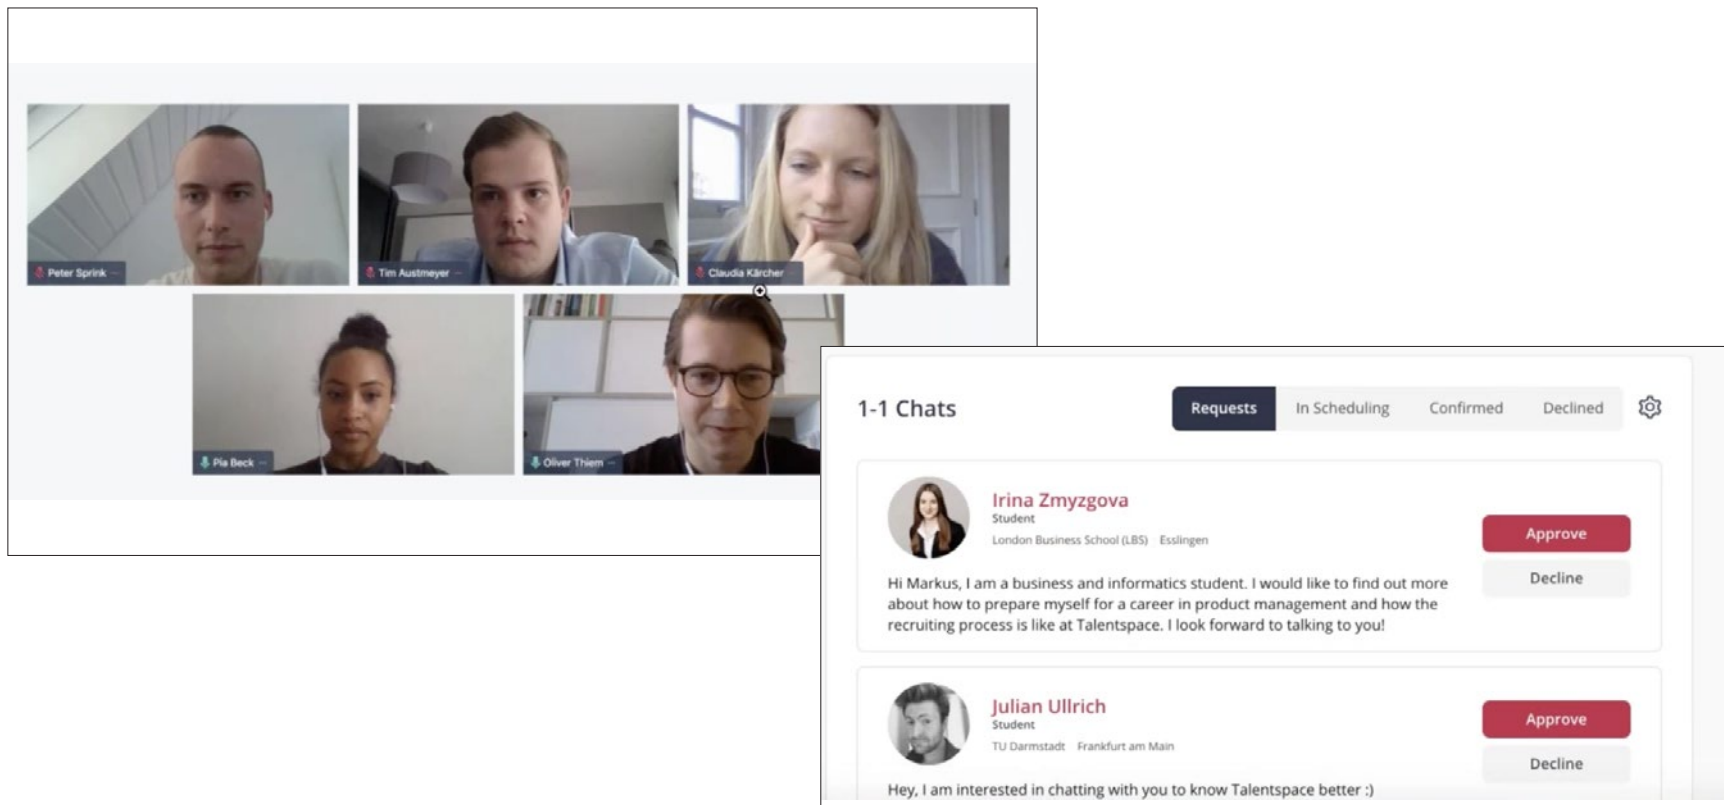 Peter Sprink
Tim Austmeyer
Claudia Kärcher
Pia Beck
Oliver Thiem
1-1 Chats
Requests
In Scheduling
Confirmed
Declined
Irina Zmyzgova
Student
London Business School (LBS) Esslingen
Approve
Decline
Hi Markus, I am a business and informatics student. I would like to find out more
about how to prepare myself for a career in product management and how the
recruiting process is like at Talentspace. I look forward to talking to you!
Julian Ullrich
Student
TU Darmstadt Frankfurt am Main
Approve
Decline
Hey, I am interested in chatting with you to know Talentspace better :)